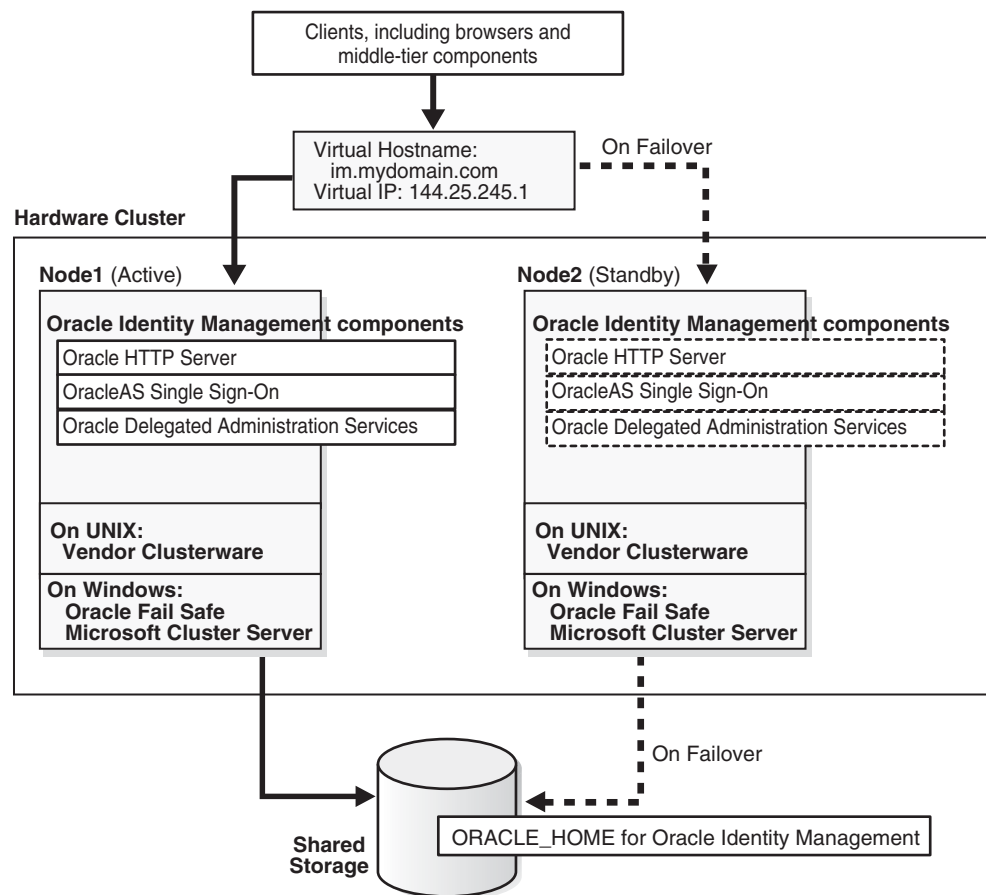 Clients, including browsers and
middle-tier components
Virtual Hostname:
im.mydomain.com
Virtual IP: 144.25.245.1
On Failover
Hardware Cluster
Node1 (Active)
Oracle Identity Management components
Oracle HTTP Server
OracleAS Single Sign-On
Oracle Delegated Administration Services
On UNIX:
Vendor Clusterware
On Windows:
Oracle Fail Safe
Microsoft Cluster Server
Node2 (Standby)
Oracle Identity Management components
Oracle HTTP Server
OracleAS Single Sign-On
Oracle Delegated Administration Services
On UNIX:
Vendor Clusterware
On Windows:
Oracle Fail Safe
Microsoft Cluster Server
On Failover
Shared
Storage
ORACLE_HOME for Oracle Identity Management